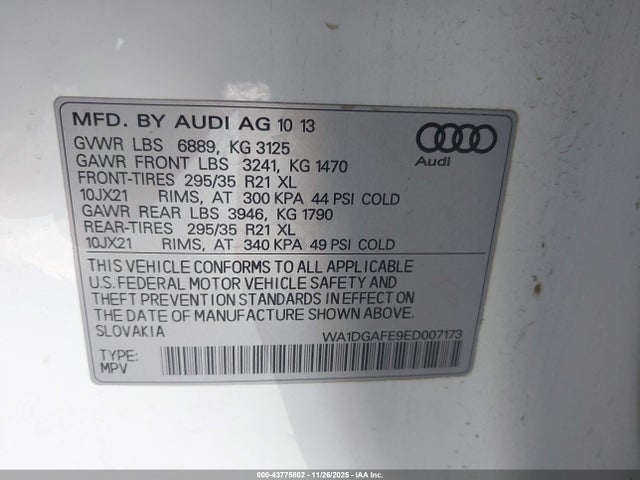 MFD. BY AUDI AG 10 13
GVWR LBS 6889, KG 3125
GAWR FRONT LBS 3241, KG 1470
FRONT-TIRES 295/35 R21 XL
10JX21 RIMS, AT 300 KPA 44 PSI COLD
GAWR REAR LBS 3946, KG 1790
REAR-TIRES 295/35 R21 XL
10JX21 RIMS, AT 340 KPA 49 PSI COLD
Audi
THIS VEHICLE CONFORMS TO ALL APPLICABLE
U.S. FEDERAL MOTOR VEHICLE SAFETY AND
THEFT PREVENTION STANDARDS IN EFFECT ON
THE DATE OF MANUFACTURE SHOWN ABOVE.
SLOVAKIA WA1DGAFE9ED007173
TYPE:
MPV
000-43775802 - 11/26/2025 - IAA Inc.